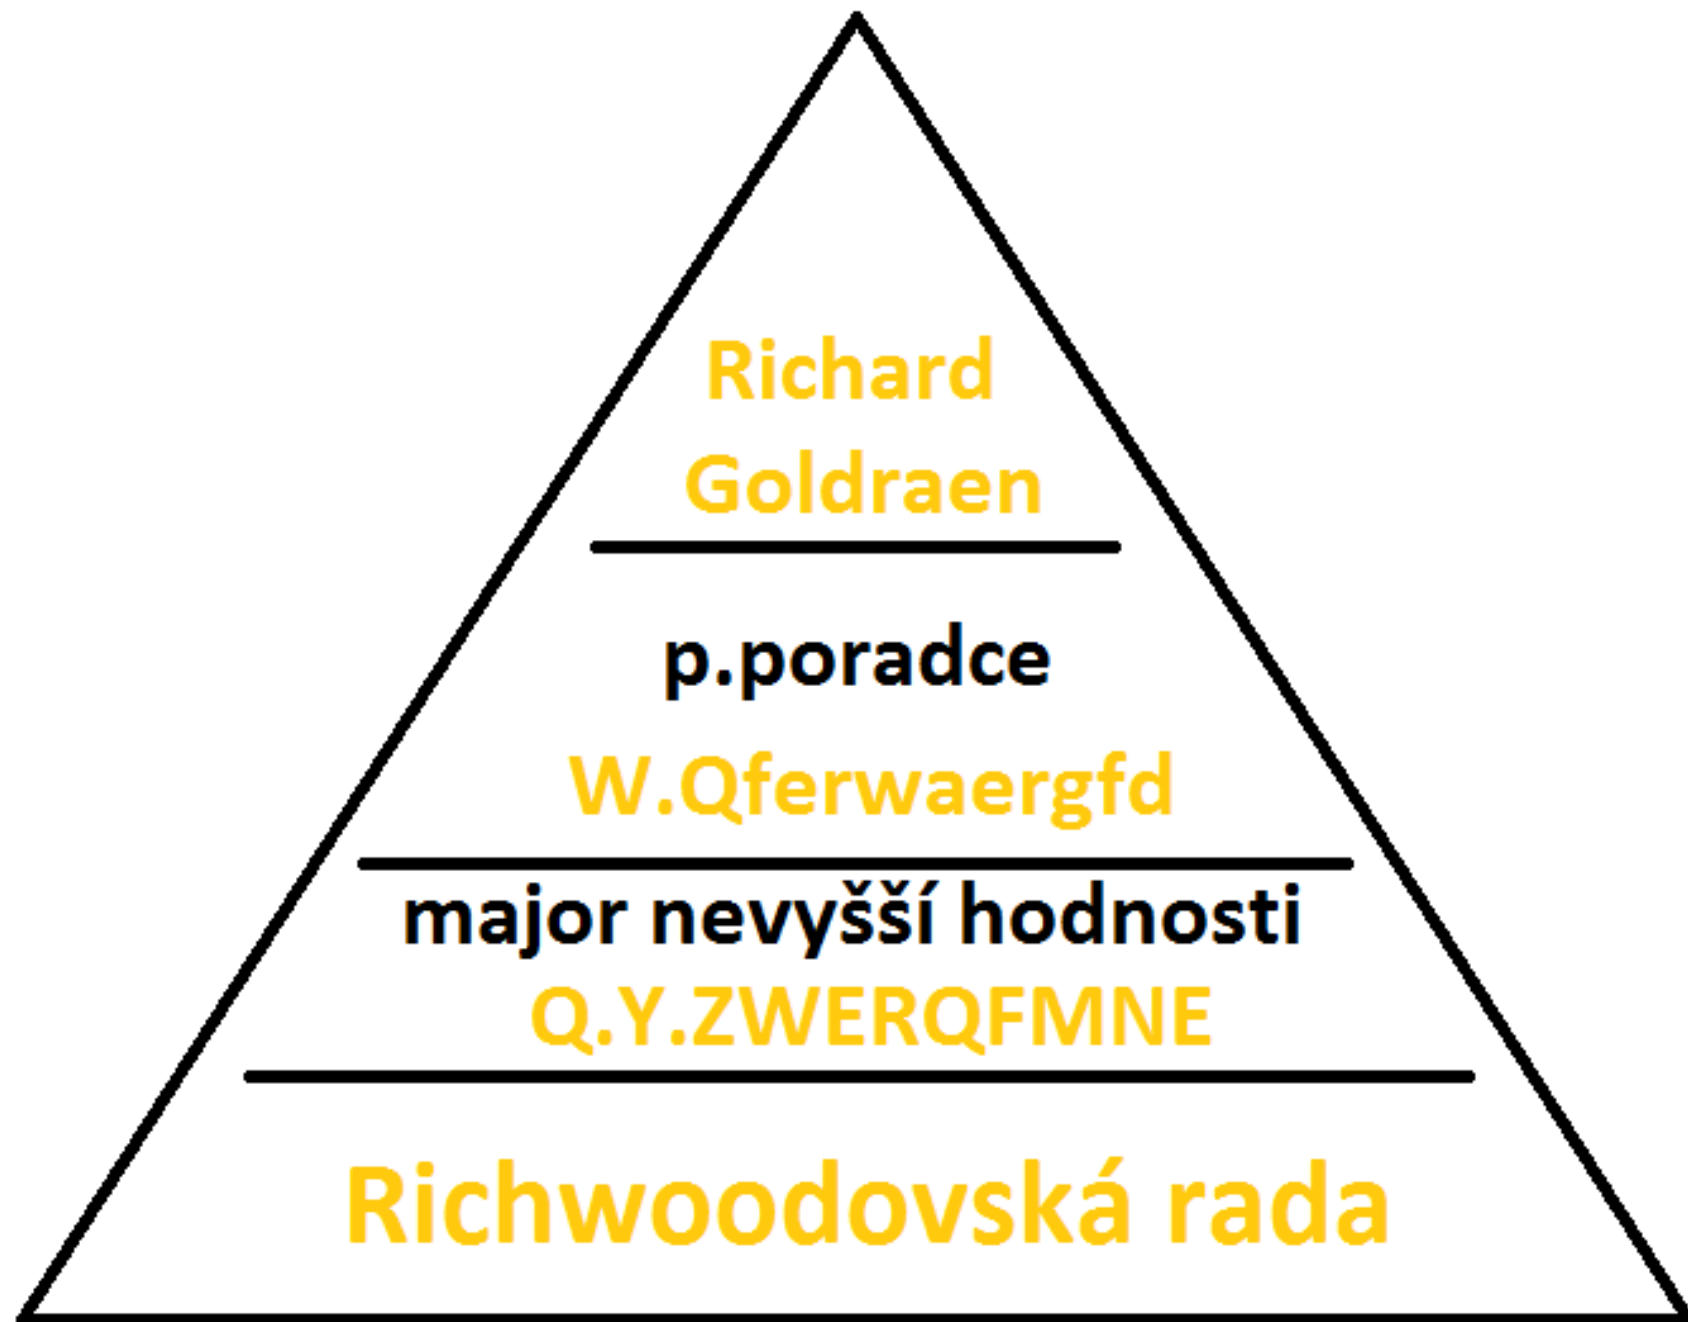 Richard
Goldraen
p.poradce
W.Qferwaergfd
major nevyšší hodnosti
Q.Y.ZWERQFMNE
Richwoodovská rada